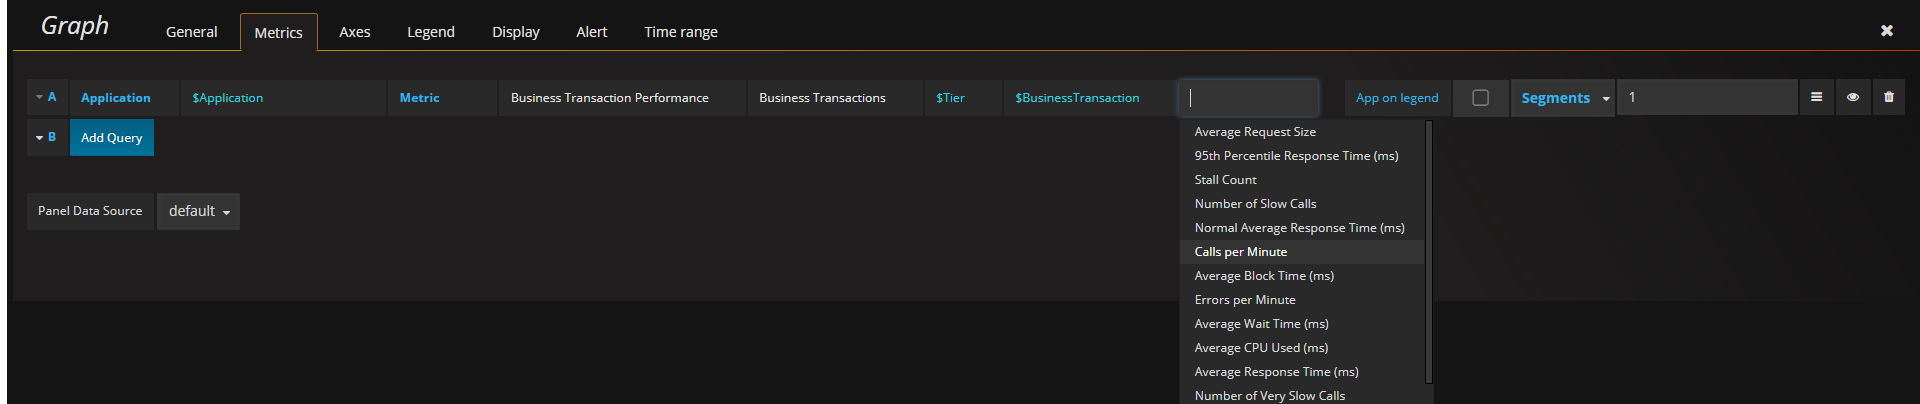 Graph General Metrics Axes Legend Display Alert Time range
A Application $Application Metric Business Transaction Performance Business Transactions $Tier $BusinessTransaction App on legend Segments 1
B Add Query
Average Request Size
95th Percentile Response Time (ms)
Stall Count
Panel Data Source default
Number of Slow Calls
Normal Average Response Time (ms)
Calls per Minute
Average Block Time (ms)
Errors per Minute
Average Wait Time (ms)
Average CPU Used (ms)
Average Response Time (ms)
Number of Very Slow Calls